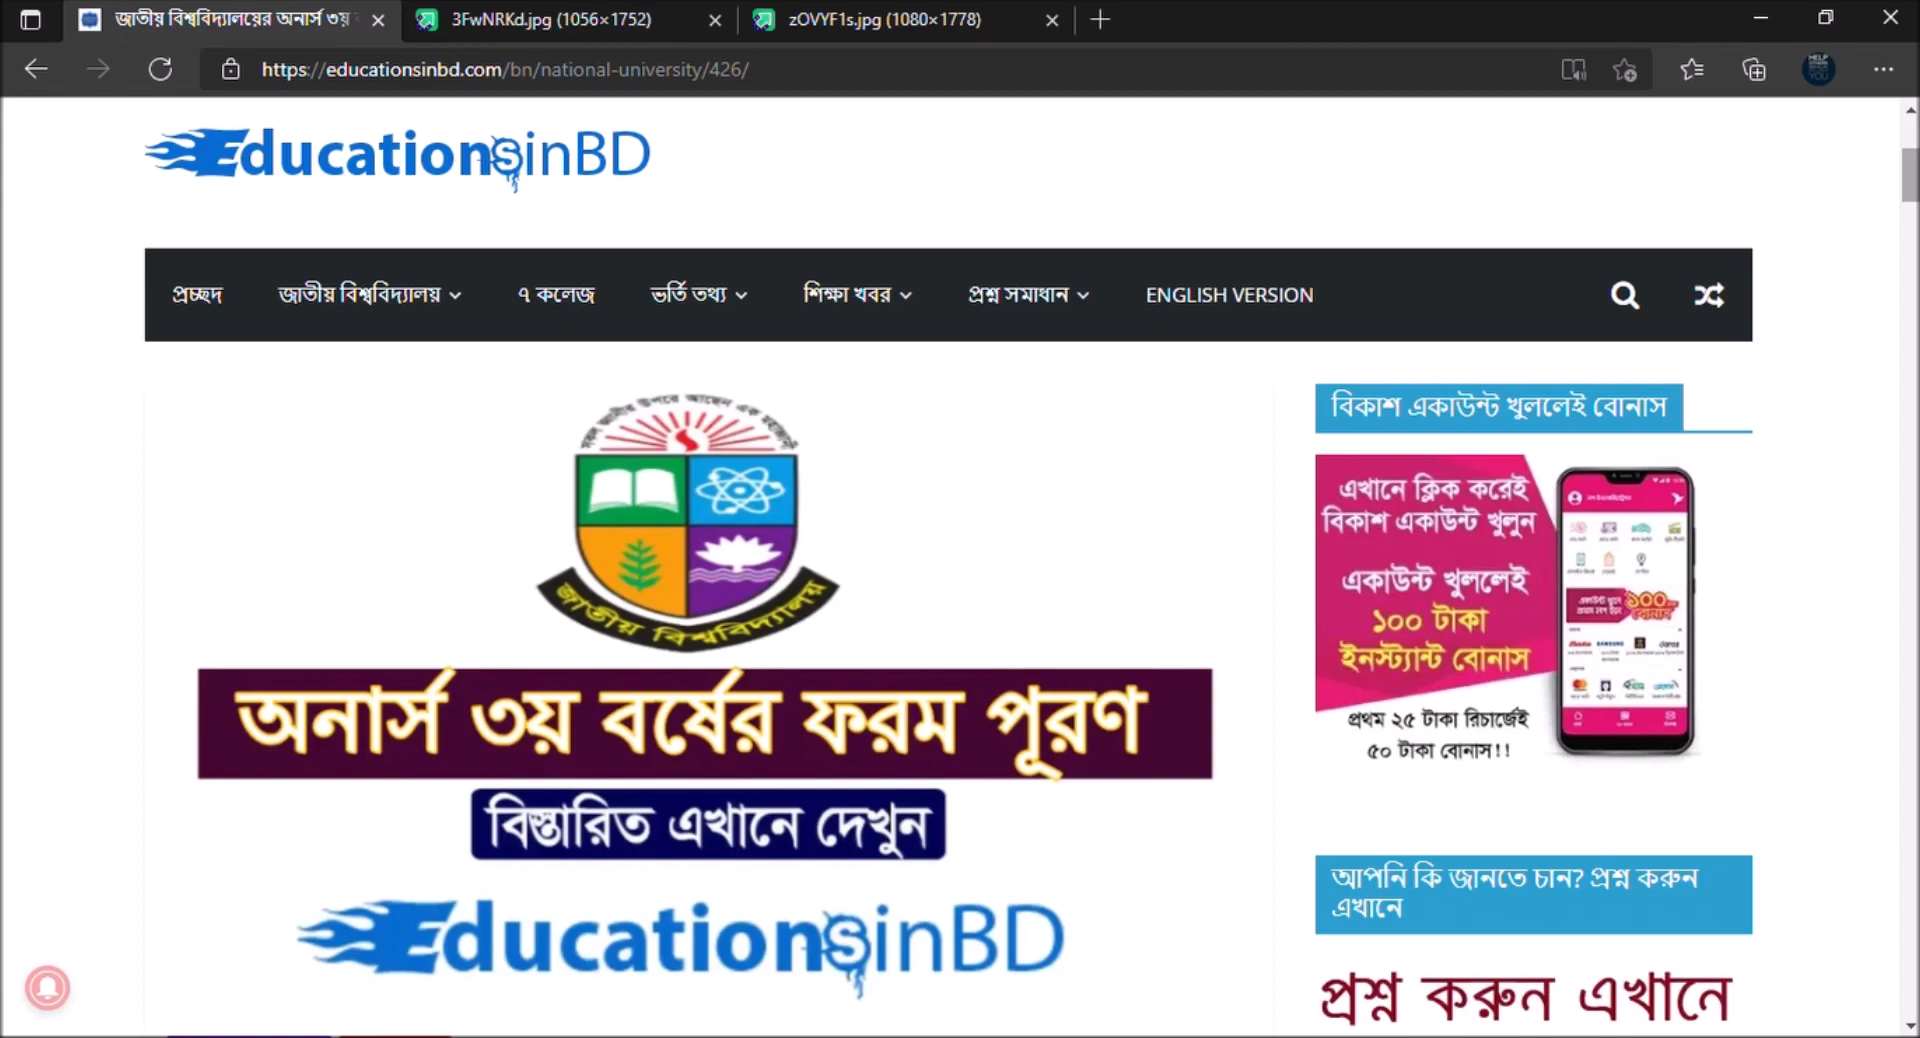 জাতীয় বিশ্ববিদ্যালয়ের অনার্স ৩য়
3FwNRKd.jpg (1056×1752)
zOVYF1s.jpg (1080×1778)
https://educationsinbd.com/bn/national-university/426/
EducationsinBD
প্রচ্ছদ
জাতীয় বিশ্ববিদ্যালয়
৭ কলেজ
ভর্তি তথ্য
শিক্ষা খবর
প্রশ্ন সমাধান
ENGLISH VERSION
জাতীয় বিশ্ববিদ্যালয়
অনার্স ৩য় বর্ষের ফরম পূরণ
বিস্তারিত এখানে দেখুন
EducationsinBD
বিকাশ একাউন্ট খুললেই বোনাস
এখানে ক্লিক করেই
বিকাশ একাউন্ট খুলুন
একাউন্ট খুললেই
১০০ টাকা
ইনস্ট্যান্ট বোনাস
প্রথম ২৫ টাকা রিচার্জেই
৫০ টাকা বোনাস!!
আপনি কি জানতে চান? প্রশ্ন করুন
এখানে
প্রশ্ন করুন এখানে